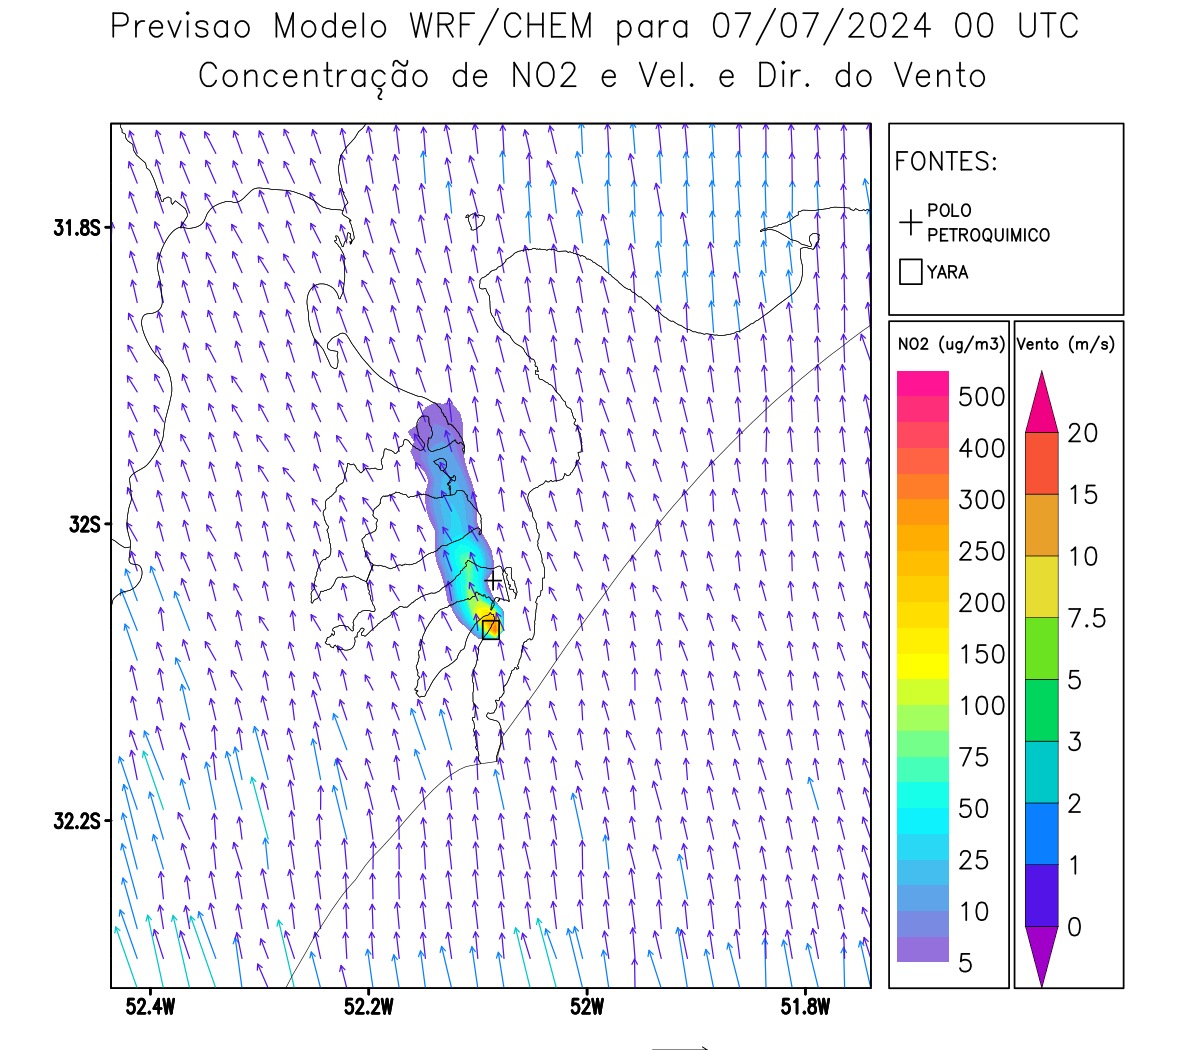 Previsao Modelo WRF/CHEM para 07/07/2024 00 UTC
Concentração de NO2 e Vel. e Dir. do Vento
FONTES:
POLO
PETROQUIMICO
YARA
31.8S
32S
32.2S
52.4W
52.2W
52W
51.8W
NO2 (ug/m3)
500
400
300
250
200
150
100
75
50
25
10
5
Vento (m/s)
20
15
10
7.5
5
3
2
1
0